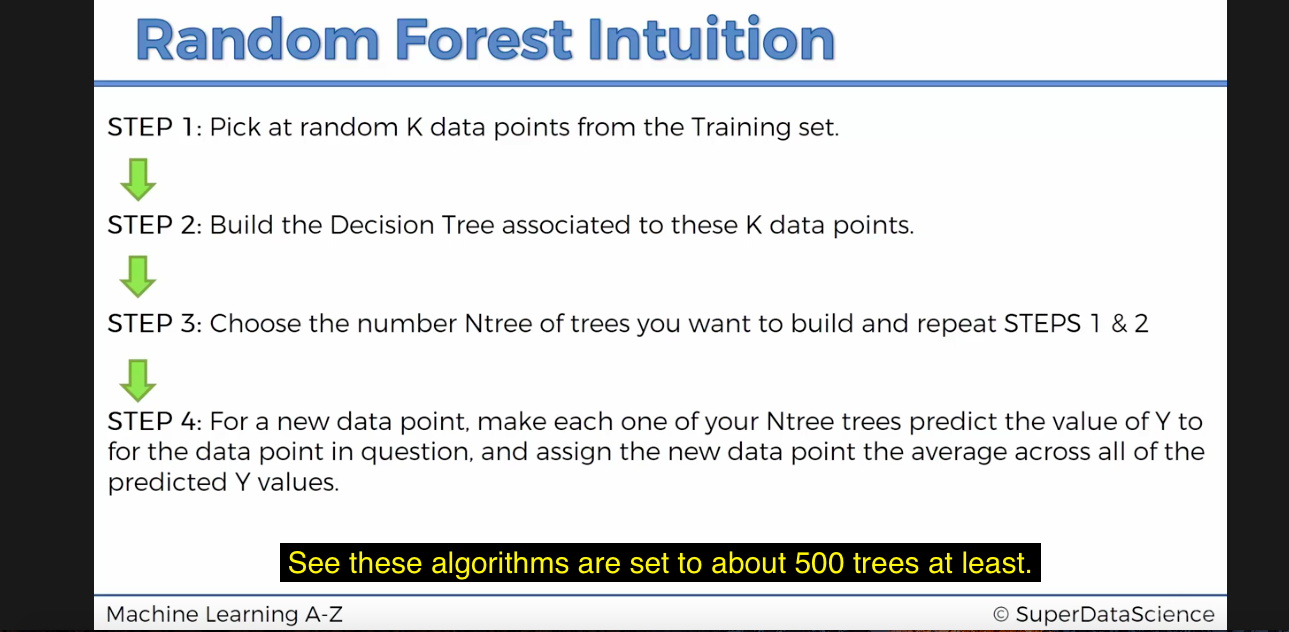 Random Forest Intuition
STEP 1: Pick at random K data points from the Training set.
STEP 2: Build the Decision Tree associated to these K data points.
STEP 3: Choose the number Ntree of trees you want to build and repeat STEPS 1 & 2
STEP 4: For a new data point, make each one of your Ntree trees predict the value of Y to
for the data point in question, and assign the new data point the average across all of the
predicted Y values.
See these algorithms are set to about 500 trees at least.
Machine Learning A-Z
© SuperDataScience